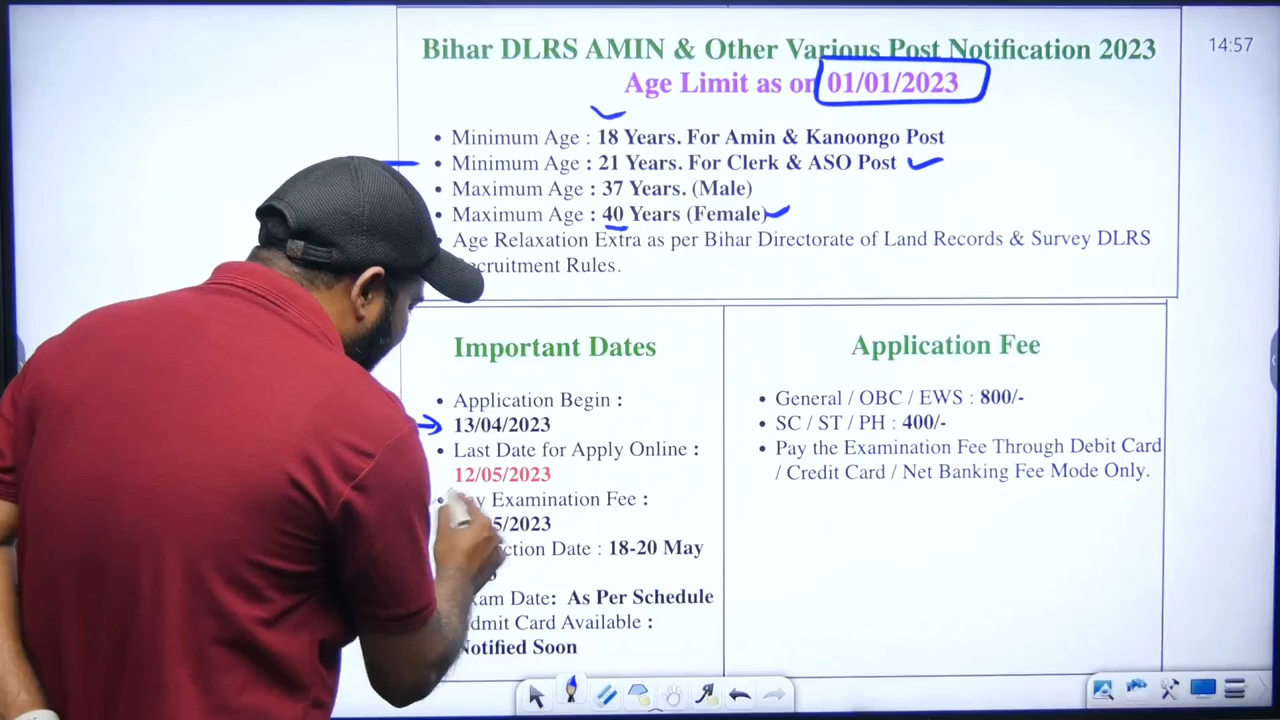 Bihar DLRS AMIN & Other Various Post Notification 2023
14:57
Age Limit as on 01/01/2023
• Minimum Age : 18 Years. For Amin & Kanoongo Post
• Minimum Age : 21 Years. For Clerk & ASO Post
• Maximum Age : 37 Years. (Male)
• Maximum Age : 40 Years (Female)
• Age Relaxation Extra as per Bihar Directorate of Land Records & Survey DLRS
Rules.
Important Dates
• Application Begin :
13/04/2023
• Last Date for Apply Online :
12/05/2023
• Examination Fee :
/2023
Date : 18-20 May
Date: As Per Schedule
Card Available :
Notified Soon
Application Fee
• General / OBC / EWS : 800/-
• SC / ST / PH : 400/-
• Pay the Examination Fee Through Debit Card
/ Credit Card / Net Banking Fee Mode Only.